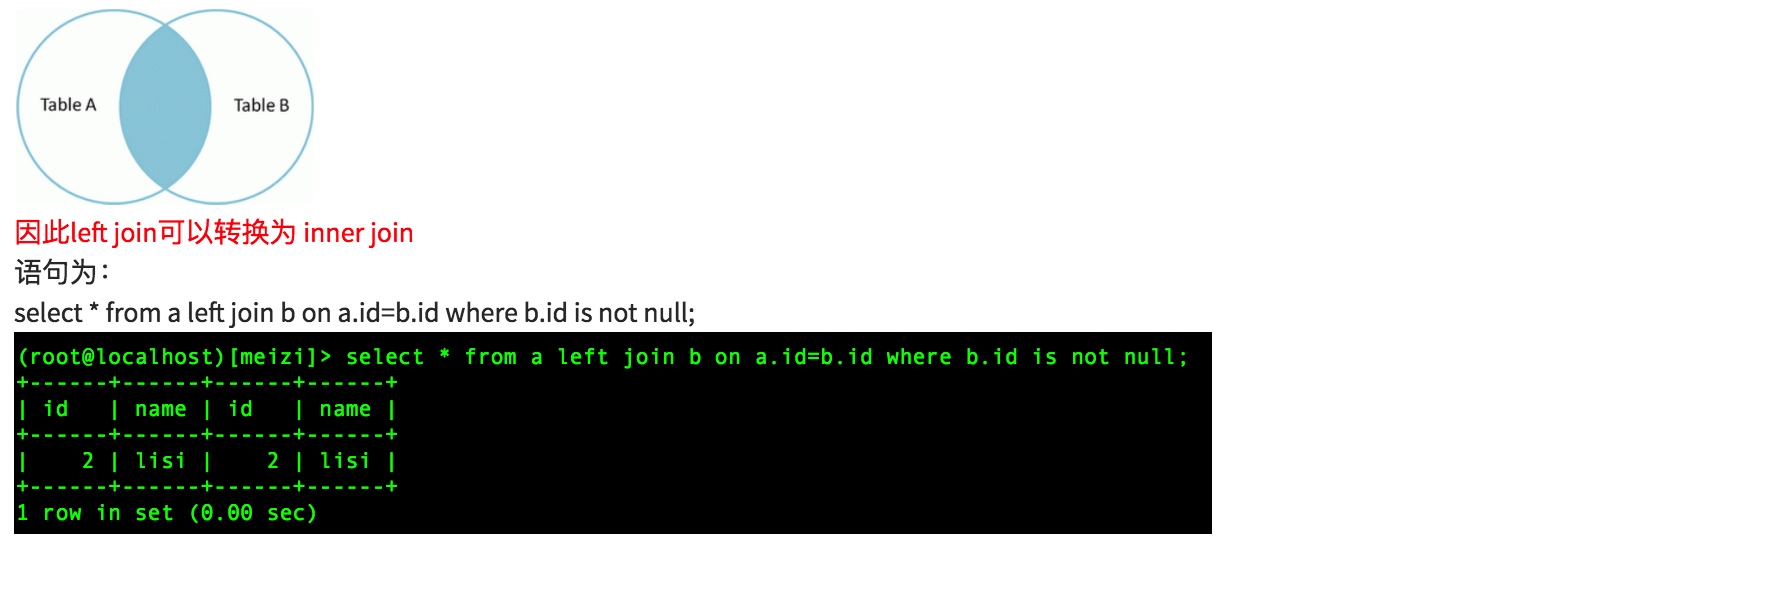 Table A Table B
因此left join可以转换为 inner join
语句为：
select * from a left join b on a.id=b.id where b.id is not null;
(root@localhost)[meizi]> select * from a left join b on a.id=b.id where b.id is not null;
+------+------+------+------+
| id   | name | id   | name |
+------+------+------+------+
|    2 | lisi |    2 | lisi |
+------+------+------+------+
1 row in set (0.00 sec)